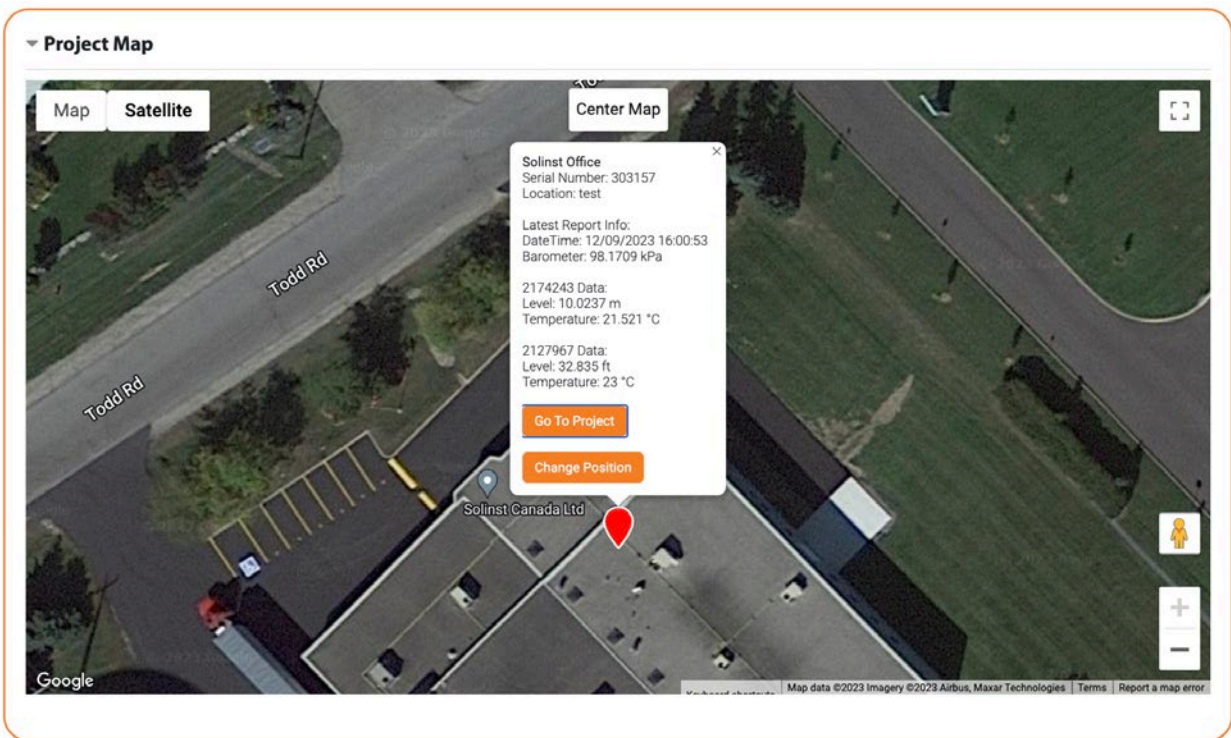 Project Map
Map
Satellite
Center Map
Solinst Office
Serial Number: 303157
Location: test
Latest Report Info:
DateTime: 12/09/2023 16:00:53
Barometer: 98.1709 kPa
2174243 Data:
Level: 10.0237 m
Temperature: 21.521 °C
2127967 Data:
Level: 32.835 ft
Temperature: 23 °C
Go To Project
Change Position
Todd Rd
Todd Rd
Solinst Canada Ltd
Google
Map data ©2023 Imagery ©2023 Airbus, Maxar Technologies
Terms
Report a map error